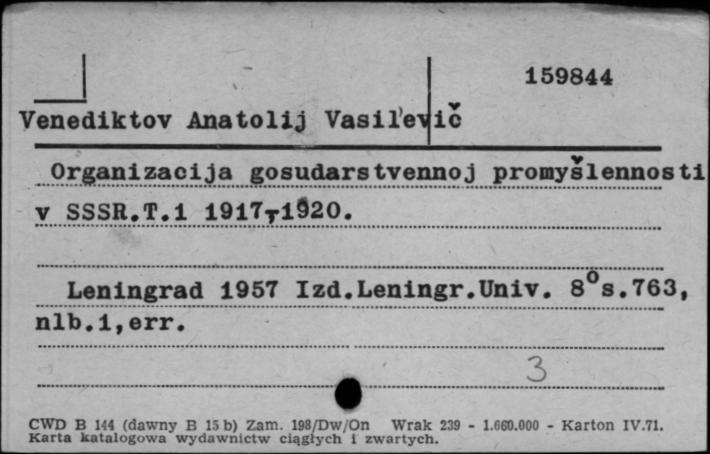 159844
Venediktov Anatolij Vasil'evič
Organizacija gosudarstvennoj promyšlennosti
v SSSR.T.1 1917-1920.
Leningrad 1957 Izd.Leningr.Univ. 8° s.763,
nlb.1,err.
3
CWD B 144 (dawny B 15 b) Zam. 198/Dw/On Wrak 239 - 1.660.000 - Karton IV.71.
Karta katalogowa wydawnictw ciągłych i zwartych.